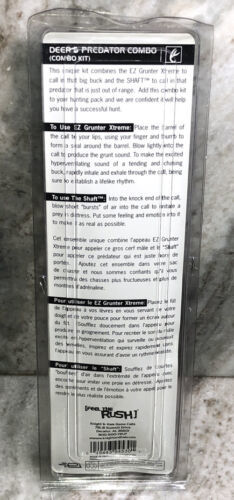 DEER & PREDATOR COMBO
(COMBO KIT)
This unique kit combines the EZ Grunter Xtreme to
call in that big buck and the SHAFT™ to call in that
predator that is just out of range. Add this combo kit
to your hunting pack and we are confident it will help
you have a successful hunt.
To Use EZ Grunter Xtreme: Place the barrel of
the call to your lips, using your finger and thumb to
form a seal around the barrel. Blow lightly into the
call to produce the grunt sound. To make the excited
hyperventilating sound of a tending and chasing
buck, rapidly inhale and exhale through the call, being
sure to establish a lifelike rhythm.
To use The Shaft™: Into the knock end of the call,
blow short "bursts" of air into the call to imitate a
prey in distress. Put some feeling and emotion into it
to make it as real as possible.
Cet ensemble unique combine l'appeau EZ Grunter
Xtreme pour appeler ce gros cerf mâle et le "Shaft"
pour appeler ce prédateur qui est juste hors de
portée. Ajoutez cet ensemble dans votre sac
de chasse et nous sommes confiants qu'il vous
permettra des chasses plus fructueuses et plus de
montées d'adrénaline.
Pour utiliser le EZ Grunter Xtreme: Placez le fût
de l'appeau à vos lèvres en vous servant de votre
doigt et de votre pouce pour former un sceau autour
du fût. Soufflez doucement dans l'appeau pour
produire le grognement. Pour recréer le son du mâle
excité en hyperventilation qui surveille ou poursuit
des femelles, inspirez et expirez rapidement dans
l'appeau en vous assurant d'avoir un rythme réaliste.
Pour utiliser le "Shaft": Soufflez de courtes
"bouffées" d'air dans l'extrémité de l'appeau avec
encoche pour imiter une proie en détresse. Ajoutez
des sentiments et émotions à votre appel pour le
rendre le plus réaliste possible.
[FEEL THE
RUSH]
Knight & Hale Game Calls
Decatur, AL